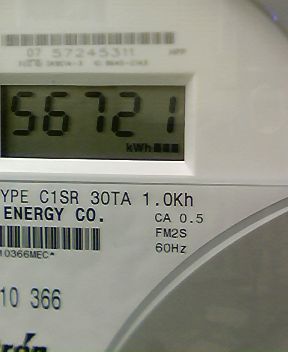 07 57245311
56721
kWh
YPE C1SR 30TA 1.0Kh
ENERGY CO.
CA 0.5
FM2S
60Hz
10366MEC*
10 366
rón